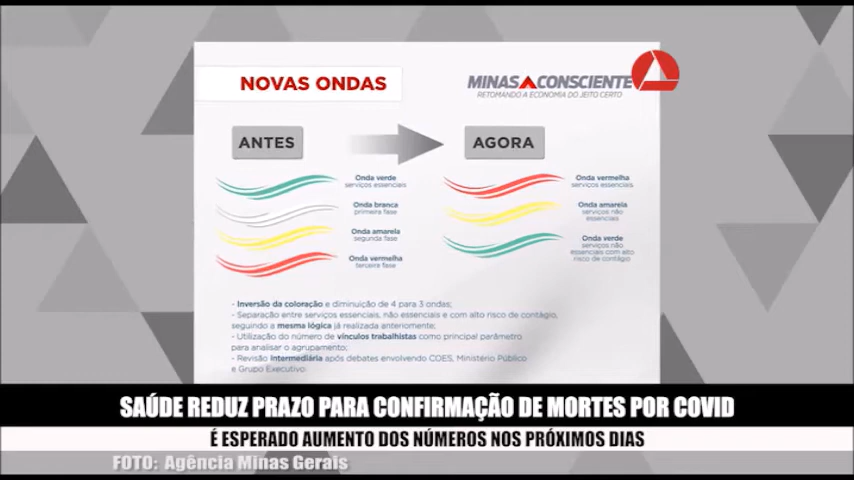 NOVAS ONDAS
MINAS CONSCIENTE
RETOMANDO A ECONOMIA DO JEITO CERTO
ANTES
AGORA
Onda verde
serviços essenciais
Onda branca
primeira fase
Onda amarela
segunda fase
Onda vermelha
terceira fase
Onda vermelha
serviços essenciais
Onda amarela
serviços não
essenciais
Onda verde
serviços não
essenciais com alto
risco de contágio
- Inversão da coloração e diminuição de 4 para 3 ondas;
- Separação entre serviços essenciais, não essenciais e com alto risco de contágio,
seguindo a mesma lógica já realizada anteriormente;
- Utilização do número de vínculos trabalhistas como principal parâmetro
para analisar o agrupamento;
- Revisão Intermediária após debates envolvendo COES, Ministério Público
e Grupo Executivo
SAÚDE REDUZ PRAZO PARA CONFIRMAÇÃO DE MORTES POR COVID
É ESPERADO AUMENTO DOS NÚMEROS NOS PRÓXIMOS DIAS
FOTO: Agência Minas Gerais